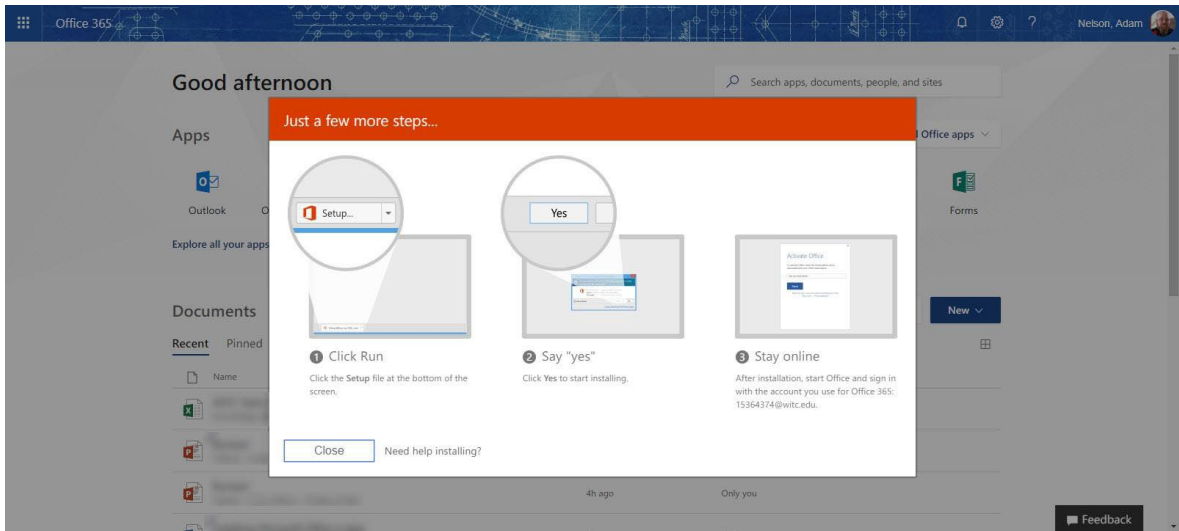 Office 365
Nelson, Adam
Good afternoon
Search apps, documents, people, and sites
Just a few more steps...
Apps
Office apps
Setup...
Yes
Outlook
O
Forms
Explore all your apps
Activate Office
Documents
New
Recent Pinned
Name
1 Click Run
Click the Setup file at the bottom of the
screen.
2 Say "yes"
Click Yes to start installing.
3 Stay online
After installation, start Office and sign in
with the account you use for Office 365:
15364374@witc.edu.
Close
Need help installing?
4h ago
Only you
Feedback